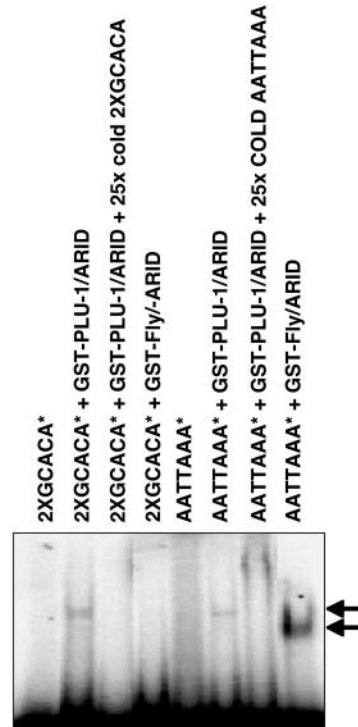 2XGCACA*
2XGCACA* + GST-PLU-1/ARID
2XGCACA* + GST-PLU-1/ARID + 25x cold 2XGCACA
2XGCACA* + GST-Fly/-ARID
AATTAAA*
AATTAAA* + GST-PLU-1/ARID
AATTAAA* + GST-PLU-1/ARID + 25X COLD AATTAAA
AATTAAA* + GST-Fly/ARID